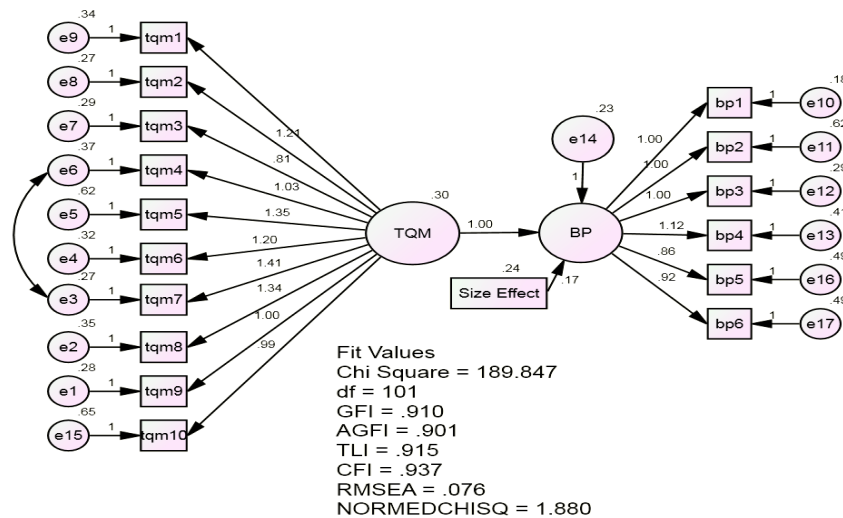 .34
e9 1 tqm1
.27
e8 1 tqm2
.29
e7 1 tqm3
.37
e6 1 tqm4
.62
e5 1 tqm5
.32
e4 1 tqm6
.27
e3 1 tqm7
.35
e2 1 tqm8
.28
e1 1 tqm9
.65
e15 1 tqm10
1.21
.81
1.03
1.35
1.20
1.41
1.34
1.00
.99
.30
TQM
1.00
.23
e14
1
BP
.24
Size Effect
.17
1.00
1.00
1.00
1.12
.86
.92
.18
bp1 1 e10
.62
bp2 1 e11
.29
bp3 1 e12
bp4 1 e13
.49
bp5 1 e16
.49
bp6 1 e17
Fit Values
Chi Square = 189.847
df = 101
GFI = .910
AGFI = .901
TLI = .915
CFI = .937
RMSEA = .076
NORMEDCHISQ = 1.880